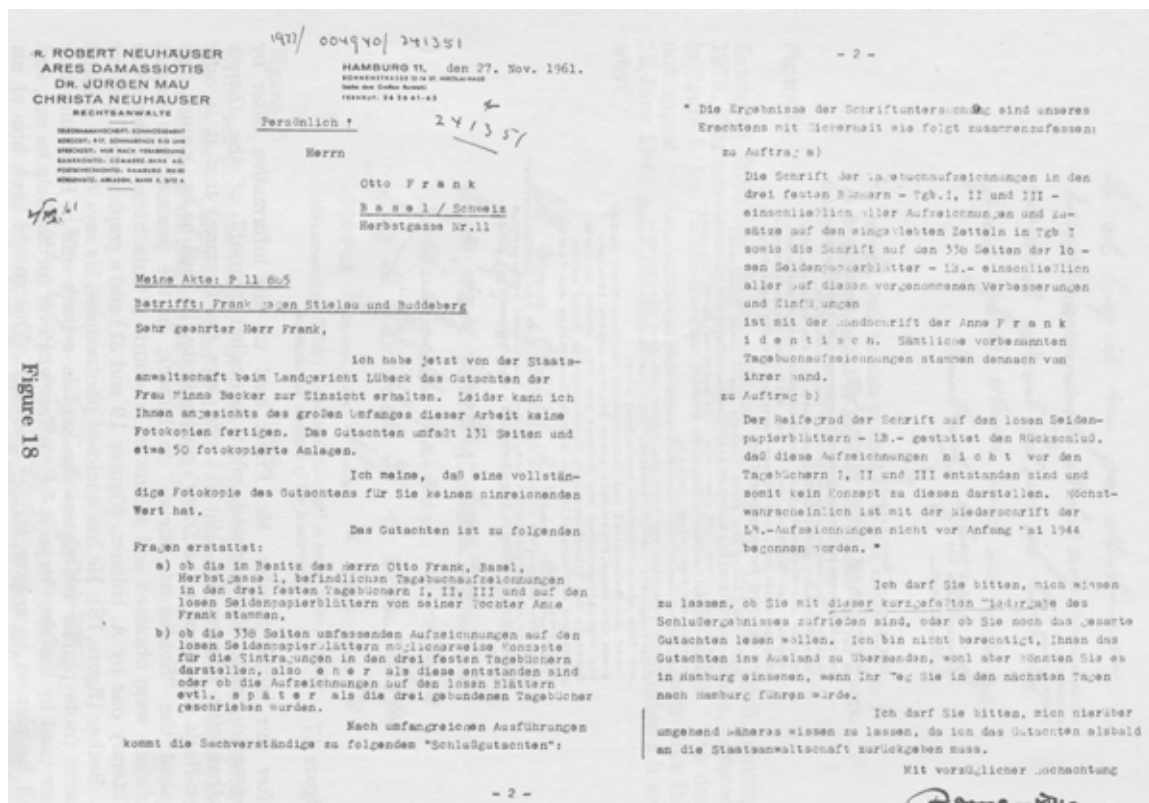 1977/ 004940/ 241351
R. ROBERT NEUHÄUSER
ARES DAMASSIOTIS
DR. JÜRGEN MAU
CHRISTA NEUHÄUSER
RECHTSANWÄLTE
HAMBURG 11, den 27. Nov. 1961.
241351
Persönlich !
Herrn
Otto F r a n k
B a s e l / Schweiz
Herbstgasse Nr.11
Meine Akte: P 11 865
Betrifft: Frank gegen Stielau und Buddeberg
Sehr geehrter Herr Frank,
ich habe jetzt von der Staats-
anwaltschaft beim Landgericht Lübeck das Gutachten der
Frau Minna Becker zur Einsicht erhalten. Leider kann ich
Ihnen angesichts des großen Umfanges dieser Arbeit keine
Fotokopien fertigen. Das Gutachten umfaßt 131 Seiten und
etwa 50 fotokopierte Anlagen.
Ich meine, daß eine vollstän-
dige Fotokopie des Gutachtens für Sie keinen hinreichenden
Wert hat.
Das Gutachten ist zu folgenden
Fragen erstattet:
a) ob die im Besitz des Herrn Otto Frank, Basel,
Herbstgasse 1, befindlichen Tagebuchaufzeichnungen
in den drei festen Tagebüchern I, II, III und auf den
losen Seidenpapierblättern von seiner Tochter Anne
Frank stammen,
b) ob die 338 Seiten umfassenden Aufzeichnungen auf den
losen Seidenpapierblättern möglicherweise Konzepte
für die Eintragungen in den drei festen Tagebüchern
darstellen, also e h e r als diese entstanden sind
oder ob die Aufzeichnungen auf den losen Blättern
evtl. s p ä t e r als die drei gebundenen Tagebücher
geschrieben wurden.
Nach umfangreichen Ausführungen
kommt die Sachverständige zu folgendem "Schlußgutachten":
- 2 -
Figure 18
- 2 -
" Die Ergebnisse der Schriftuntersuchung sind unseres
Erachtens mit Sicherheit wie folgt zusammenzufassen:
zu Auftrag a)
Die Schrift der Tagebuchaufzeichnungen in den
drei festen Büchern - Tgb.I, II und III -
einschließlich aller Aufzeichnungen und Zu-
sätze auf den eingeklebten Zetteln in Tgb I
sowie die Schrift auf den 338 Seiten der lo -
sen Seidenpapierblätter - LB.- einschließlich
aller auf diesen vorgenommenen Verbesserungen
und Einfügungen
ist mit der Handschrift der Anne F r a n k
i d e n t i s c h. Sämtliche vorbenannten
Tagebuchaufzeichnungen stammen demnach von
ihrer Hand.
zu Auftrag b)
Der Reifegrad der Schrift auf den losen Seiden-
papierblättern - LB.- gestattet den Rückschluß,
daß diese Aufzeichnungen n i c h t vor den
Tagebüchern I, II und III entstanden sind und
somit kein Konzept zu diesen darstellen. Höchst-
wahrscheinlich ist mit der Niederschrift der
LB.-Aufzeichnungen nicht vor Anfang Mai 1944
begonnen worden. "
Ich darf Sie bitten, mich wissen
zu lassen, ob Sie mit dieser kurzgefaßten Wiedergabe des
Schlußergebnisses zufrieden sind, oder ob Sie noch das gesamte
Gutachten lesen wollen. Ich bin nicht berechtigt, Ihnen das
Gutachten ins Ausland zu übersenden, wohl aber könnten Sie es
in Hamburg einsehen, wenn Ihr Weg Sie in den nächsten Tagen
nach Hamburg führen würde.
Ich darf Sie bitten, mich hierüber
umgehend Näheres wissen zu lassen, da ich das Gutachten alsbald
an die Staatsanwaltschaft zurückgeben muss.
Mit vorzüglicher Hochachtung